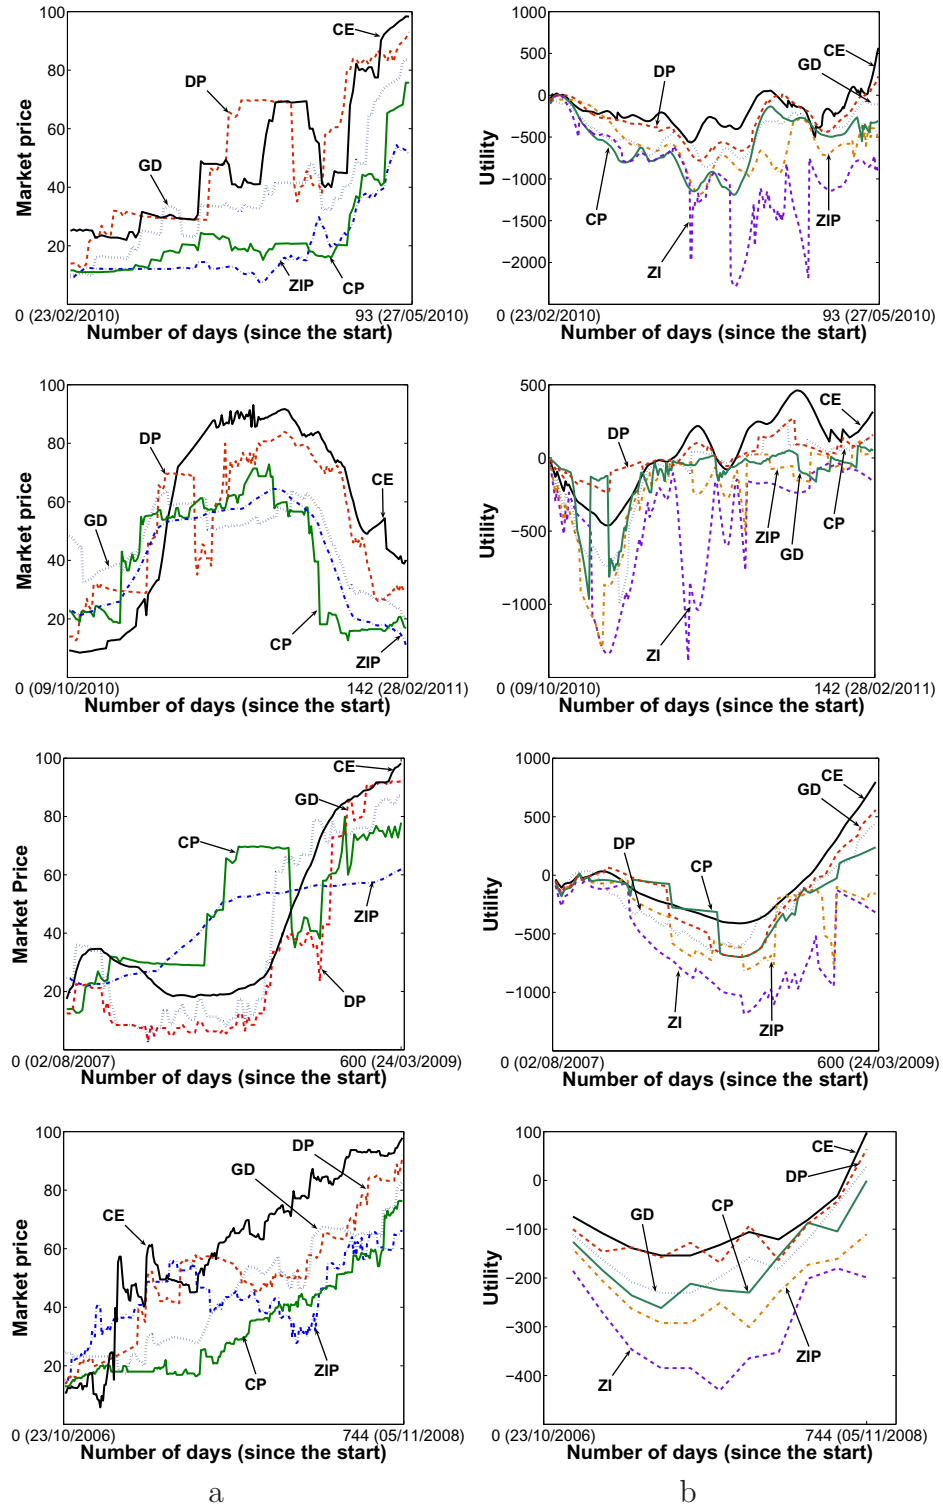 100
80
60
40
20
Market price
CE
DP
GD
ZIP
CP
0 (23/02/2010)
93 (27/05/2010)
Number of days (since the start)
1000
500
0
−500
−1000
−1500
−2000
Utility
CE
GD
DP
CP
ZIP
ZI
0 (23/02/2010)
93 (27/05/2010)
Number of days (since the start)
100
80
60
40
20
Market price
DP
CE
GD
CP
ZIP
0 (09/10/2010)
142 (28/02/2011)
Number of days (since the start)
500
0
−500
−1000
Utility
CE
DP
CP
ZIP
GD
ZI
0 (09/10/2010)
142 (28/02/2011)
Number of days (since the start)
100
80
60
40
20
Market Price
CE
GD
CP
ZIP
DP
0 (02/08/2007)
600 (24/03/2009)
Number of days (since the start)
1000
500
0
−500
−1000
Utility
CE
GD
DP
CP
ZI
ZIP
0 (02/08/2007)
600 (24/03/2009)
Number of days (since the start)
100
80
60
40
20
Market price
DP
GD
CE
CP
ZIP
0 (23/10/2006)
744 (05/11/2008)
Number of days (since the start)
100
0
−100
−200
−300
−400
Utility
CE
DP
CP
GD
ZIP
ZI
0 (23/10/2006)
744 (05/11/2008)
Number of days (since the start)
a
b